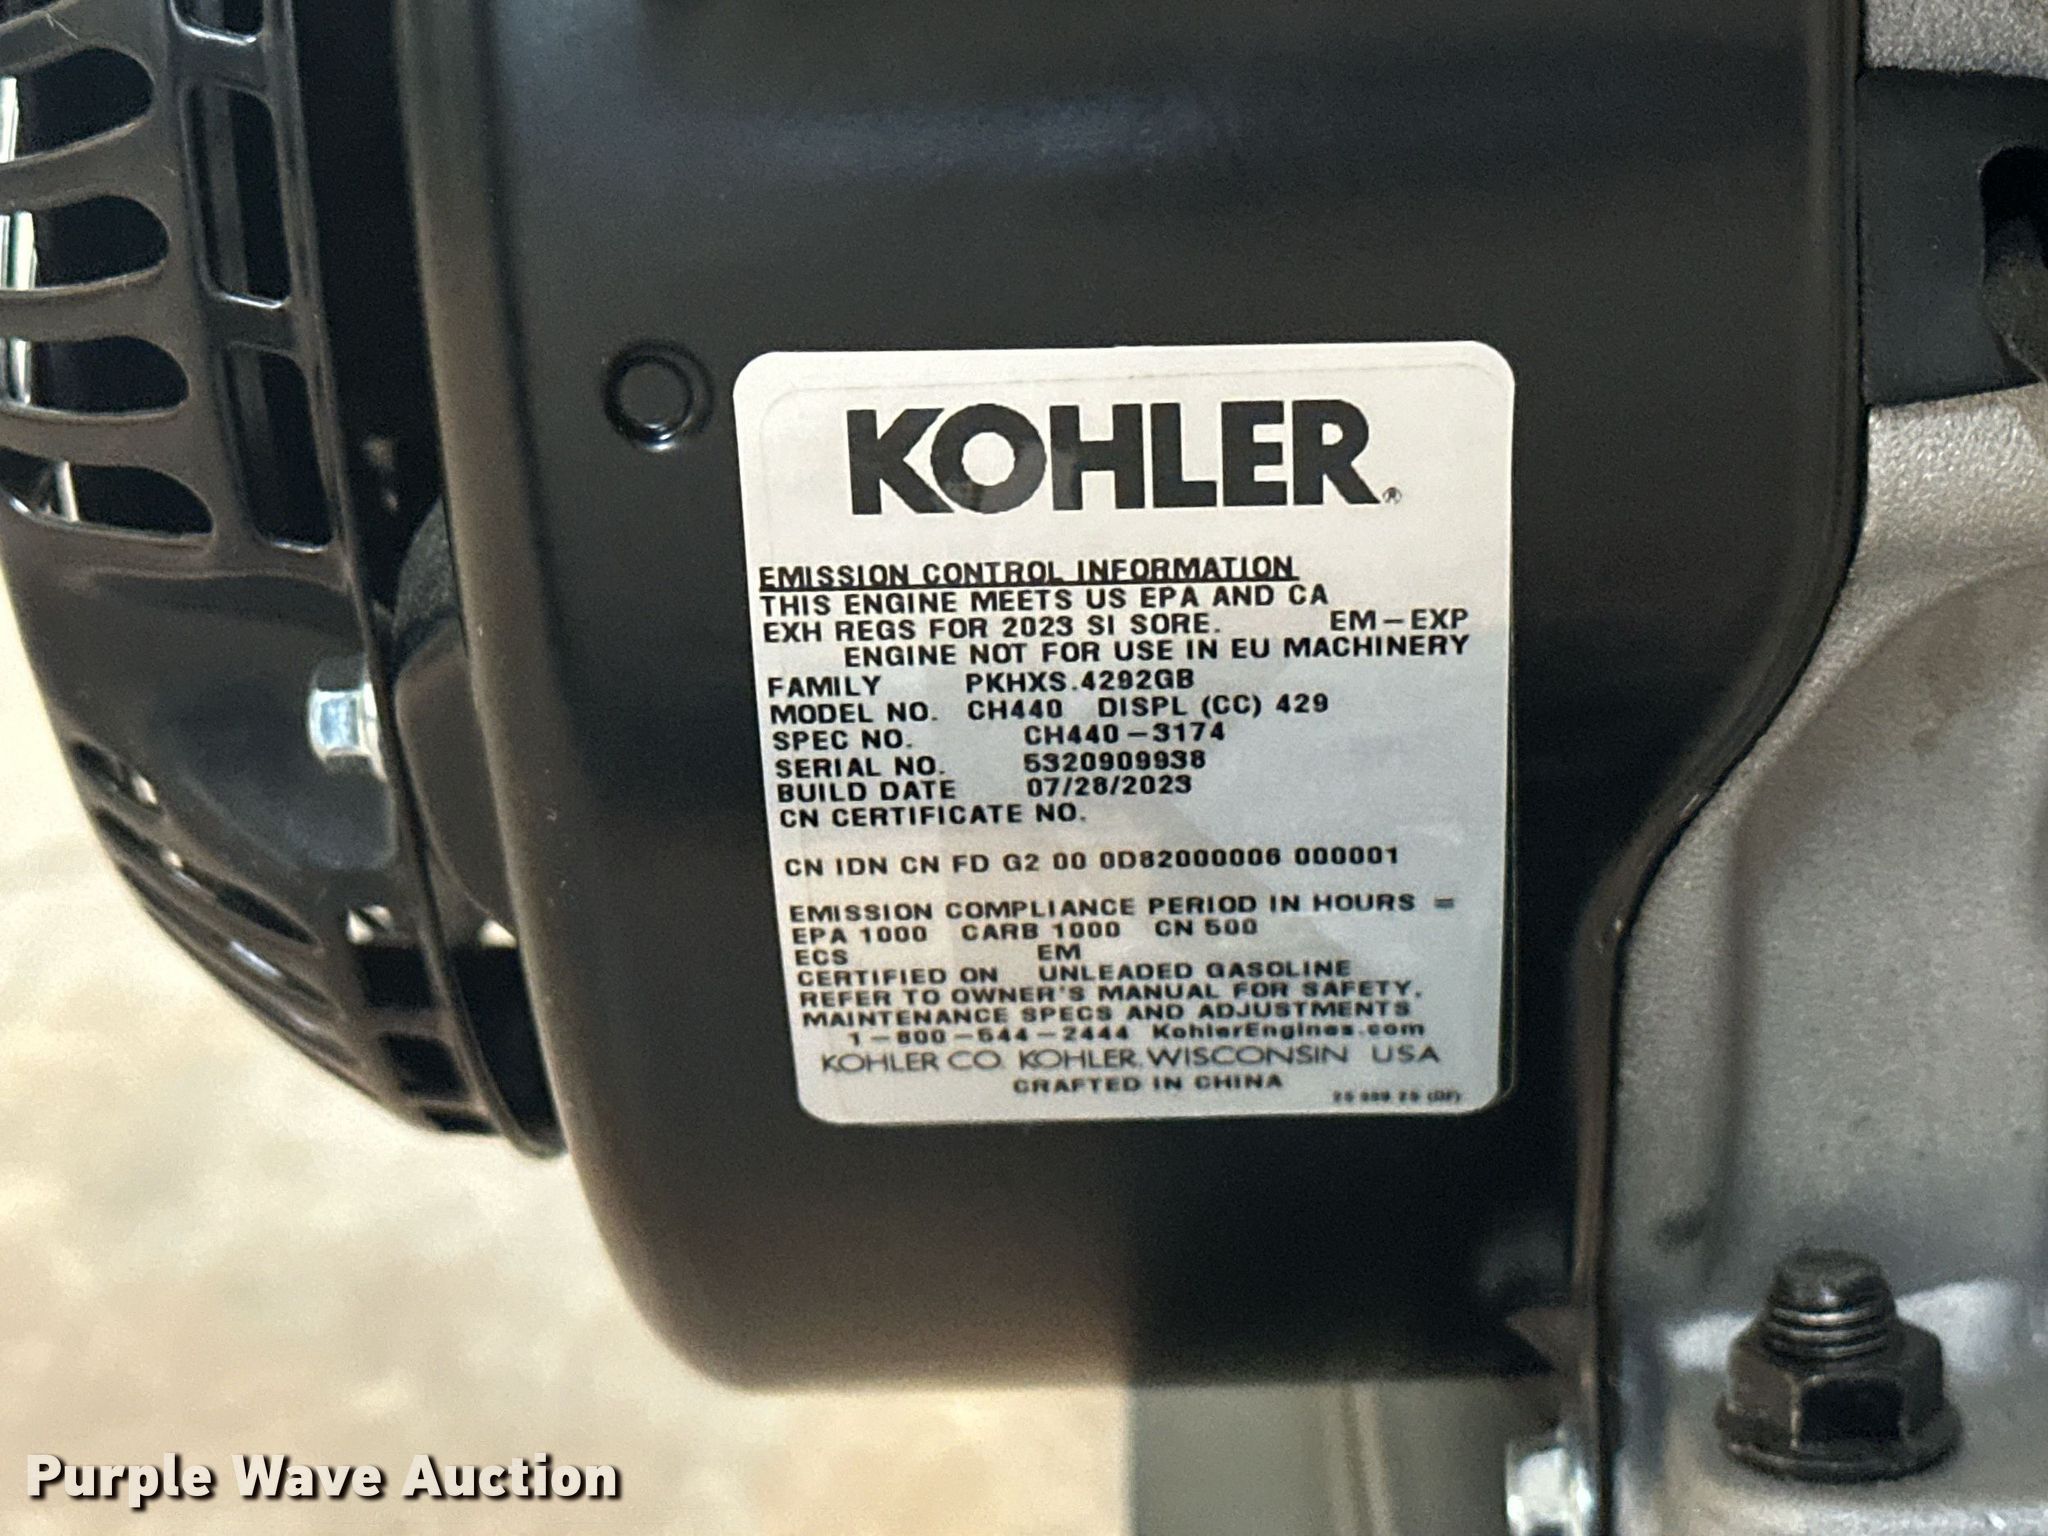 KOHLER®
EMISSION CONTROL INFORMATION
THIS ENGINE MEETS US EPA AND CA
EXH REGS FOR 2023 SI SORE. EM-EXP
ENGINE NOT FOR USE IN EU MACHINERY
FAMILY PKHXS.4292GB
MODEL NO. CH440 DISPL (CC) 429
SPEC NO. CH440-3174
SERIAL NO. 5320909938
BUILD DATE 07/28/2023
CN CERTIFICATE NO.
CN IDN CN FD G2 00 0D82000006 000001
EMISSION COMPLIANCE PERIOD IN HOURS =
EPA 1000 CARB 1000 CN 500
ECS EM
CERTIFIED ON UNLEADED GASOLINE
REFER TO OWNER'S MANUAL FOR SAFETY,
MAINTENANCE SPECS AND ADJUSTMENTS
1-800-544-2444 KohlerEngines.com
KOHLER CO. KOHLER, WISCONSIN USA
CRAFTED IN CHINA
Purple Wave Auction